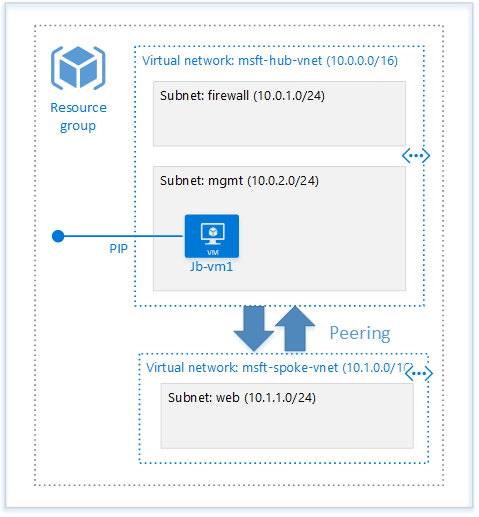 Virtual network: msft-hub-vnet (10.0.0.0/16)
Subnet: firewall (10.0.1.0/24)
Resource
group
Subnet: mgmt (10.0.2.0/24)
VM
PIP
Jb-vm1
Peering
Virtual network: msft-spoke-vnet (10.1.0.0/16)
Subnet: web (10.1.1.0/24)